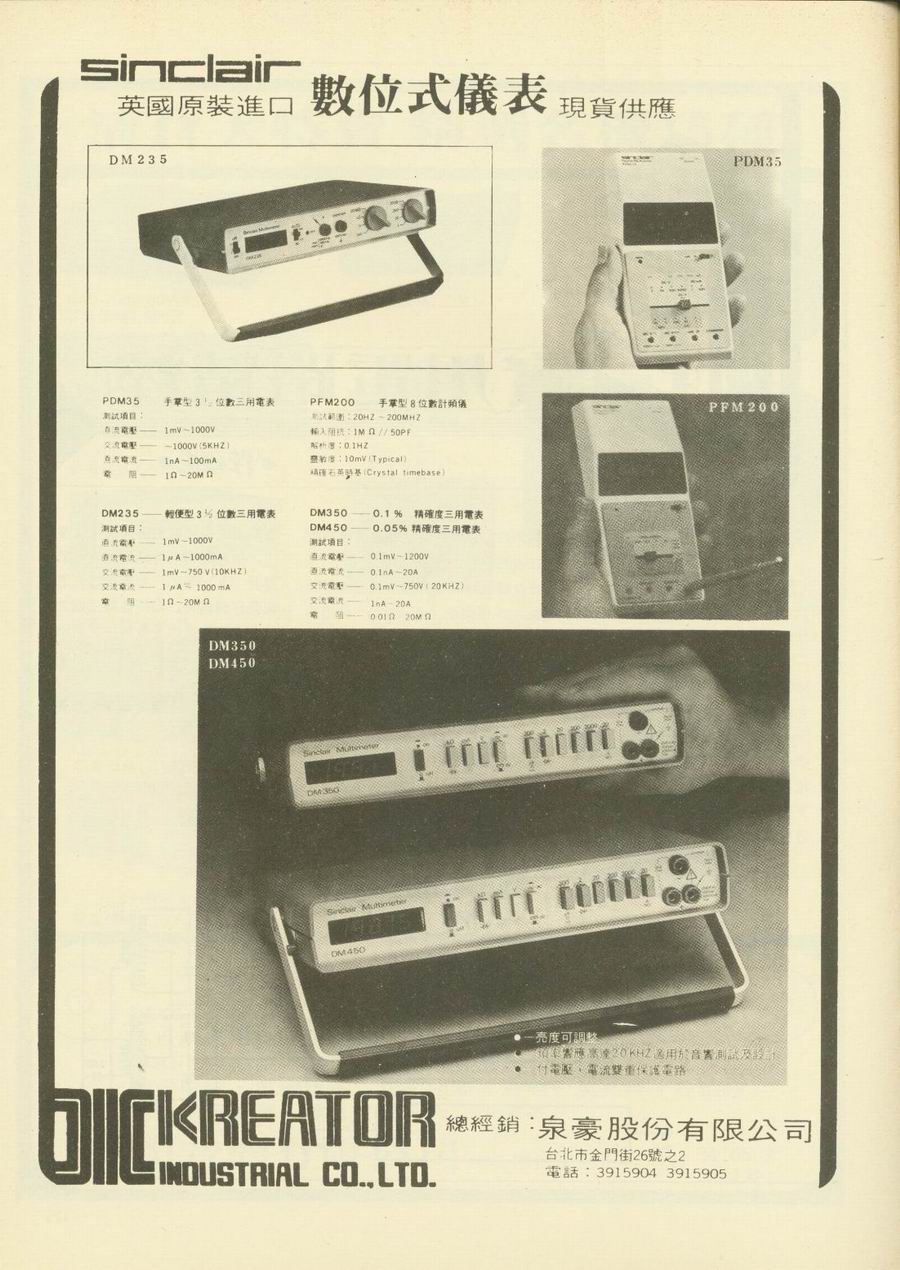 sinclair
英國原裝進口 數位式儀表 現貨供應
DM235
PDM35
PDM35 手掌型3½位數三用電表
測試項目：
直流電壓 —— 1mV~1000V
交流電壓 —— ~1000V(5KHZ)
直流電流 —— 1nA~100mA
電 阻 —— 1Ω~20MΩ
PFM200 手掌型8位數計頻儀
測試範圍：20HZ ~ 200MHZ
輸入阻抗：1MΩ // 50PF
解析度：0.1HZ
靈敏度：10mV(Typical)
精確石英時基(Crystal timebase)
PFM200
DM235 —— 輕便型3½位數三用電表
測試項目：
直流電壓 —— 1mV~1000V
直流電流 —— 1μA~1000mA
交流電壓 —— 1mV~750V(10KHZ)
交流電流 —— 1μA~1000mA
電 阻 —— 1Ω~20MΩ
DM350 —— 0.1% 精確度三用電表
DM450 —— 0.05% 精確度三用電表
測試項目：
直流電壓 —— 0.1mV~1200V
直流電流 —— 0.1nA~20A
交流電壓 —— 0.1mV~750V(20KHZ)
交流電流 —— 1nA~20A
電 阻 —— 0.01Ω~20MΩ
DM350
DM450
Sinclair Multimeter
DM350
Sinclair Multimeter
DM450
● 亮度可調整
● 頻率響應高達20KHZ適用於音響測試及設計
● 付電壓、電流雙重保護電路
KREATOR
INDUSTRIAL CO.,LTD.
總經銷：泉豪股份有限公司
台北市金門街26號之2
電話：3915904 3915905